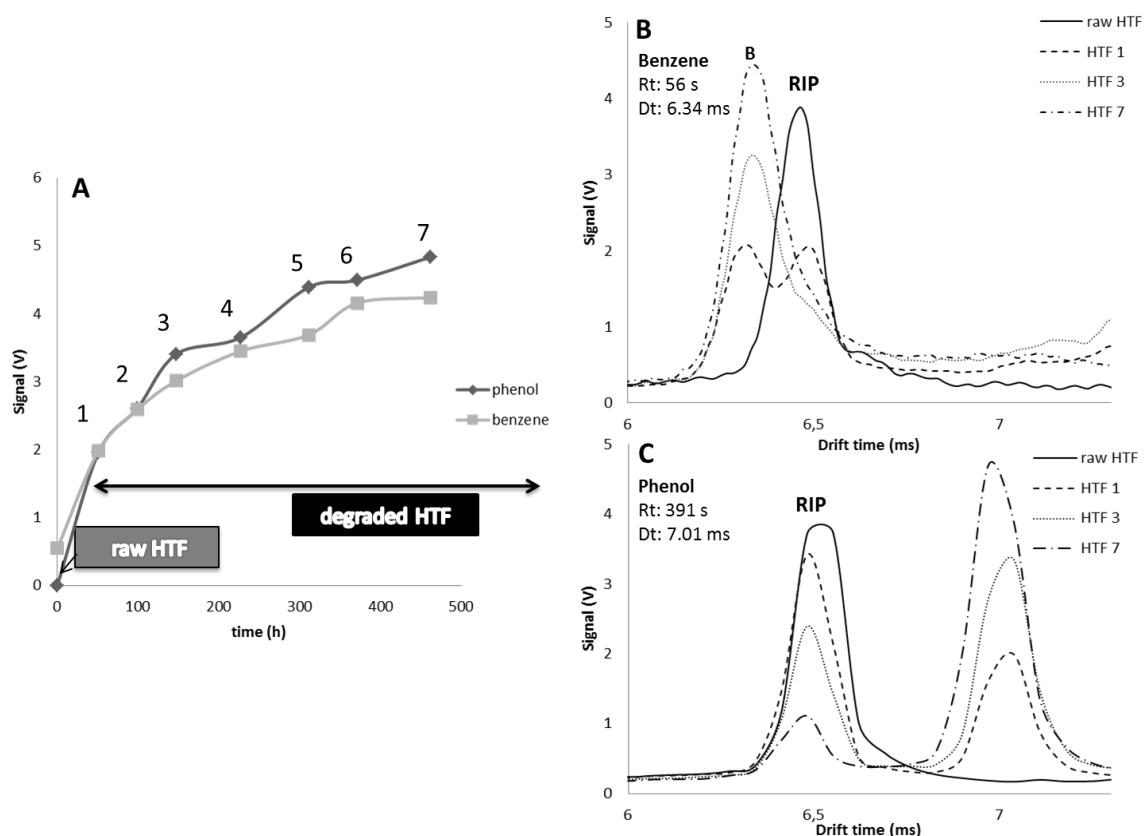 A
Signal (V)
6
5
4
3
2
1
0
1
2
3
4
5
6
7
phenol
benzene
degraded HTF
raw HTF
0
100
200
300
400
500
time (h)
B
Benzene
Rt: 56 s
Dt: 6.34 ms
B
RIP
raw HTF
HTF 1
HTF 3
HTF 7
Signal (V)
5
4
3
2
1
0
6
6,5
7
Drift time (ms)
C
Phenol
Rt: 391 s
Dt: 7.01 ms
RIP
raw HTF
HTF 1
HTF 3
HTF 7
Signal (V)
5
4
3
2
1
0
6
6,5
7
Drift time (ms)